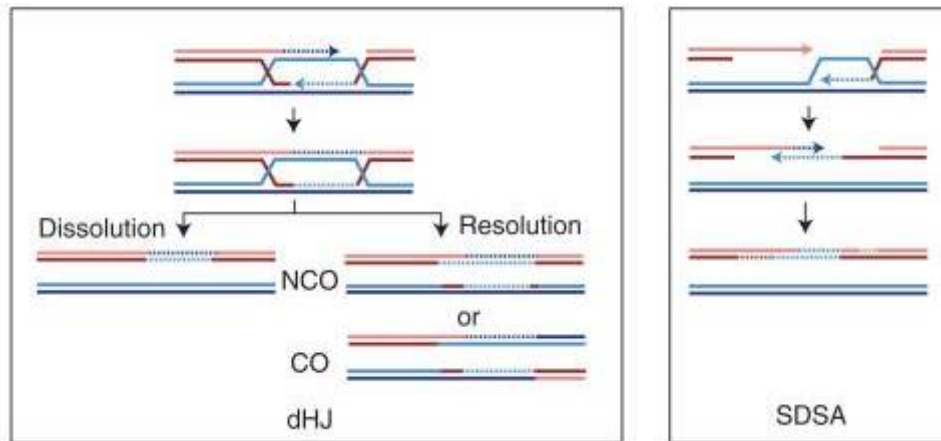 Dissolution
Resolution
NCO
or
CO
dHJ
SDSA